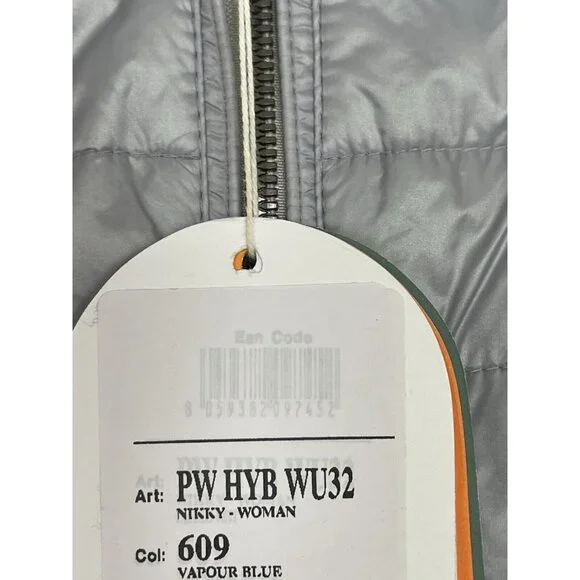 Ean Code
8 059382 097452
Art: PW HYB WU32
NIKKY - WOMAN
Col: 609
VAPOUR BLUE